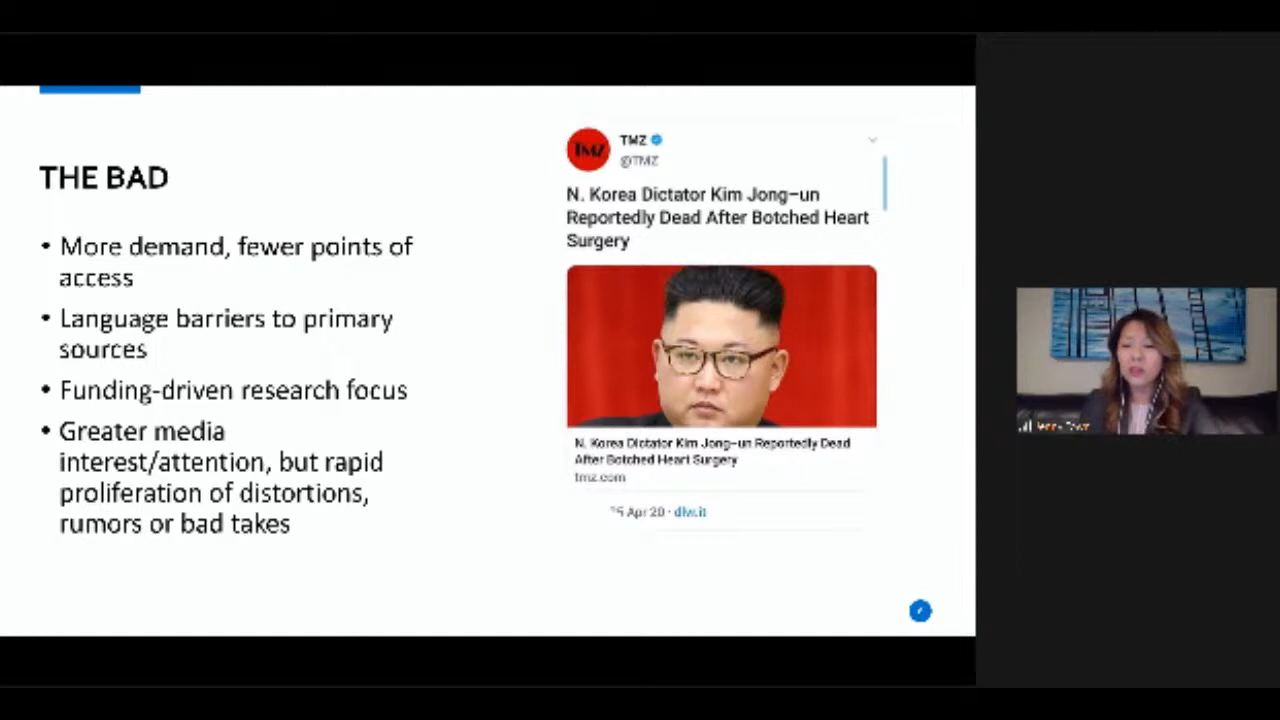 THE BAD
• More demand, fewer points of
access
• Language barriers to primary
sources
• Funding-driven research focus
• Greater media
interest/attention, but rapid
proliferation of distortions,
rumors or bad takes
TMZ
TMZ
@TMZ
N. Korea Dictator Kim Jong-un
Reportedly Dead After Botched Heart
Surgery
N. Korea Dictator Kim Jong-un Reportedly Dead
After Botched Heart Surgery
tmz.com
Apr 20 · dlvr.it